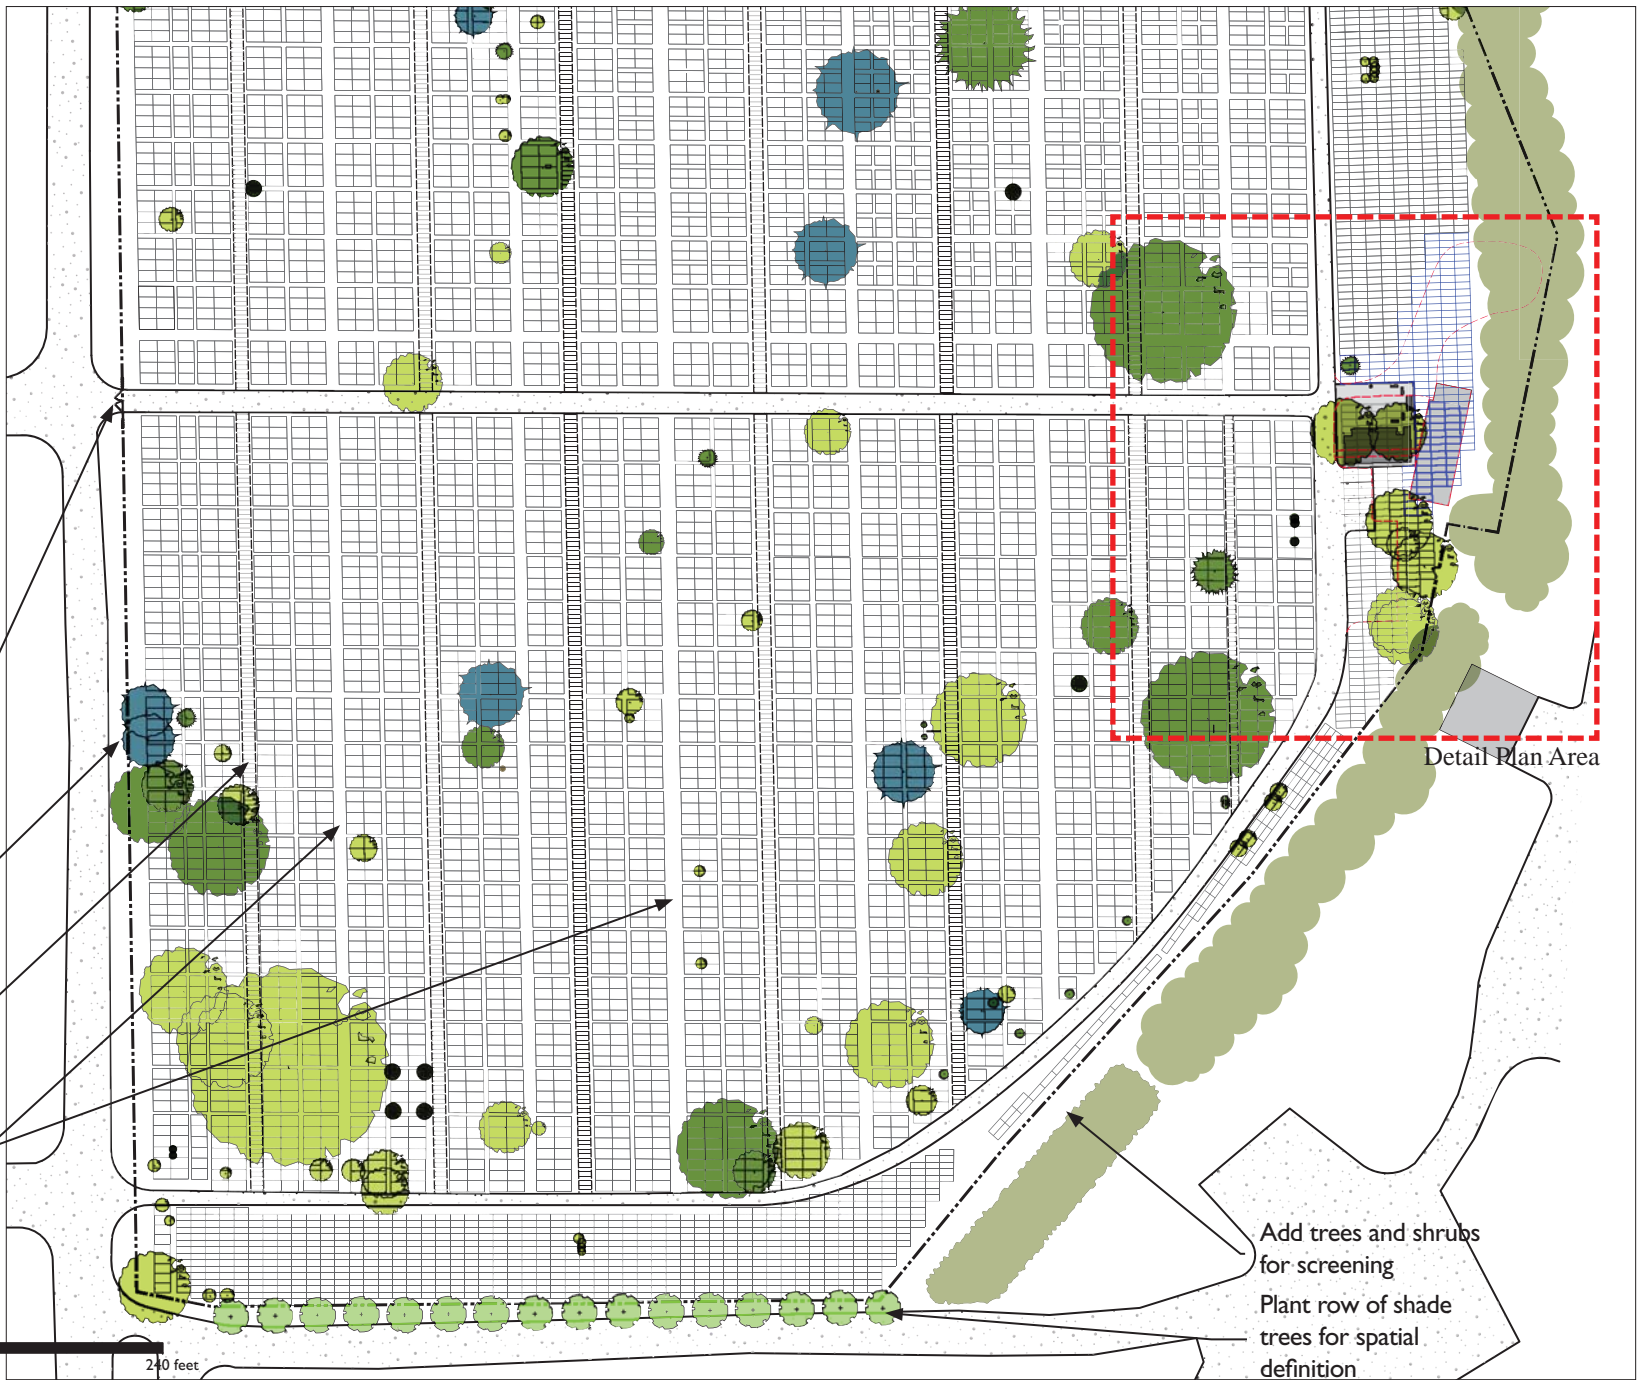 Detail Plan Area
Add trees and shrubs
for screening
Plant row of shade
trees for spatial
definition
240 feet